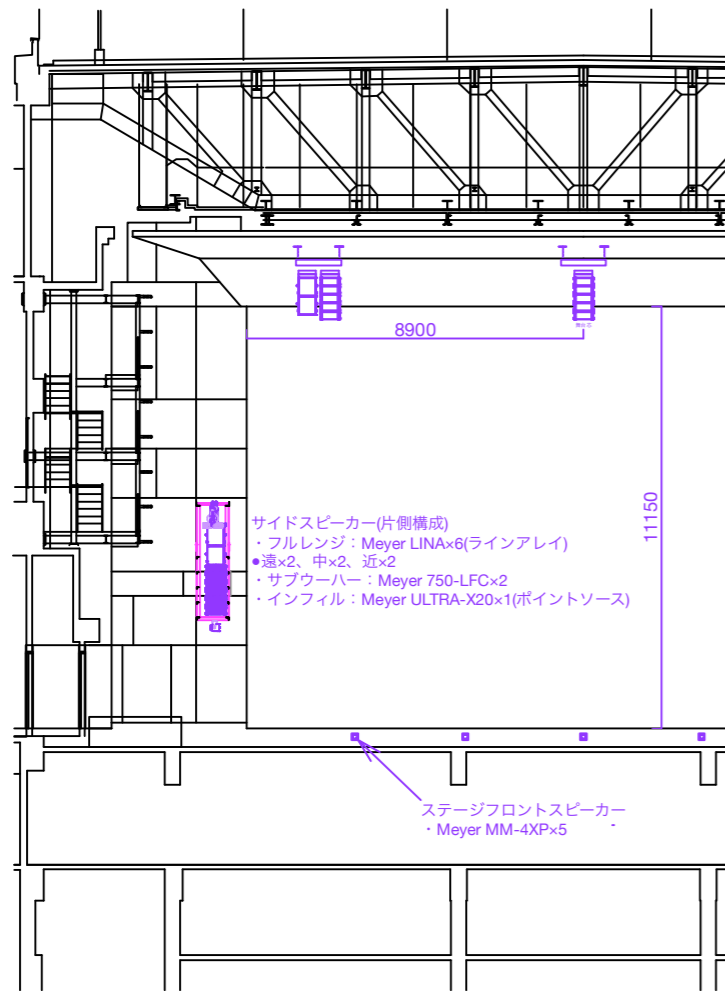 8900
11150
サイドスピーカー(片側構成)
・フルレンジ：Meyer LINA×6(ラインアレイ)
●遠×2、中×2、近×2
・サブウーハー：Meyer 750-LFC×2
・インフィル：Meyer ULTRA-X20×1(ポイントソース)
ステージフロントスピーカー
・Meyer MM-4XP×5